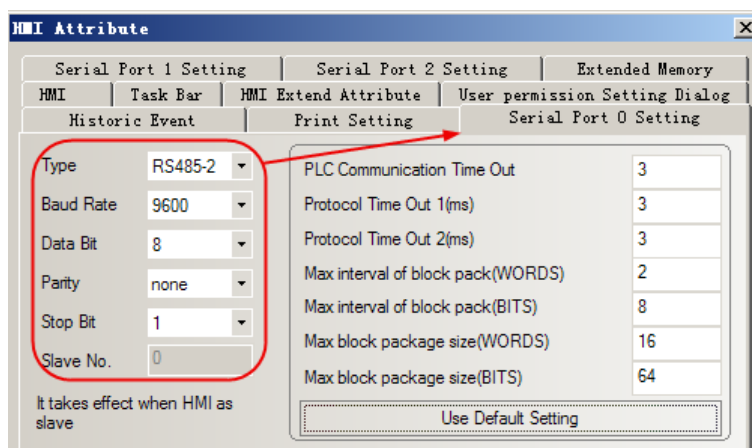 HMI Attribute
Serial Port 1 Setting Serial Port 2 Setting Extended Memory
HMI Task Bar HMI Extend Attribute User permission Setting Dialog
Historic Event Print Setting Serial Port 0 Setting
Type RS485-2
Baud Rate 9600
Data Bit 8
Parity none
Stop Bit 1
Slave No. 0
It takes effect when HMI as
slave
PLC Communication Time Out 3
Protocol Time Out 1(ms) 3
Protocol Time Out 2(ms) 3
Max interval of block pack(WORDS) 2
Max interval of block pack(BITS) 8
Max block package size(WORDS) 16
Max block package size(BITS) 64
Use Default Setting